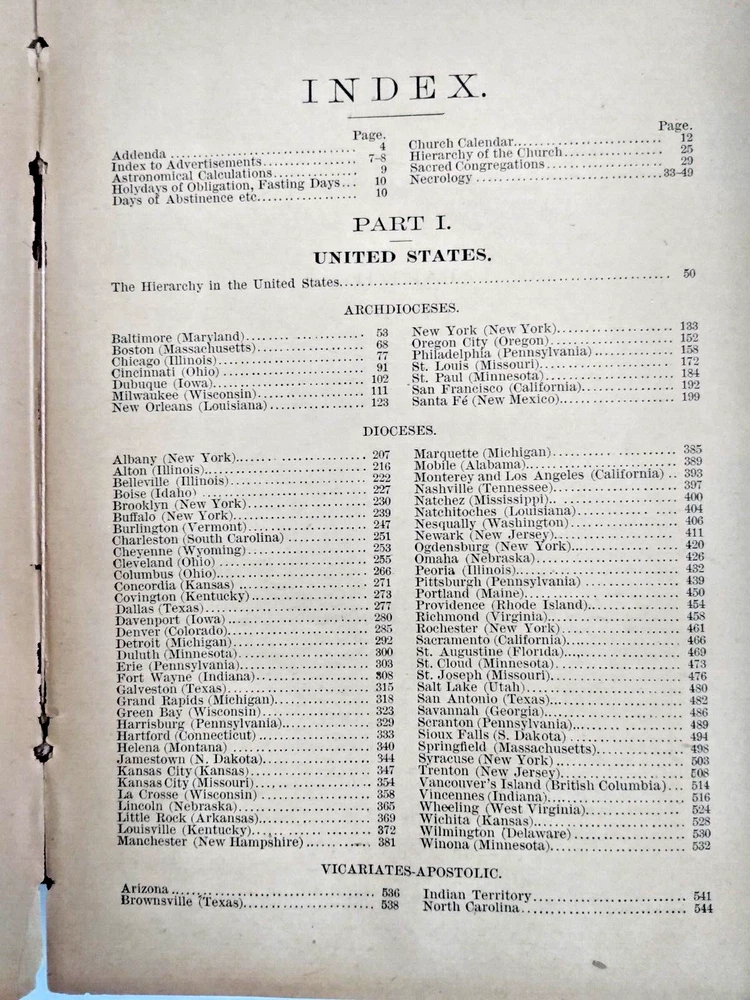 INDEX.
Page.
Addenda ........ 4
Index to Advertisements........ 7-8
Astronomical Calculations........ 9
Holydays of Obligation, Fasting Days... 10
Days of Abstinence etc........ 10
Page.
Church Calendar........ 12
Hierarchy of the Church........ 25
Sacred Congregations........ 29
Necrology ........ 33-49
PART I.
UNITED STATES.
The Hierarchy in the United States........ 50
ARCHDIOCESES.
Baltimore (Maryland)........ 53
Boston (Massachusetts)........ 68
Chicago (Illinois)........ 77
Cincinnati (Ohio) ........ 91
Dubuque (Iowa)........ 102
Milwaukee (Wisconsin)........ 111
New Orleans (Louisiana)........ 123
New York (New York)........ 133
Oregon City (Oregon)........ 152
Philadelphia (Pennsylvania) ........ 158
St. Louis (Missouri)........ 172
St. Paul (Minnesota)........ 184
San Francisco (California)........ 192
Santa Fé (New Mexico)........ 199
DIOCESES.
Albany (New York)........ 207
Alton (Illinois)........ 216
Belleville (Illinois)........ 222
Boise (Idaho) ........ 227
Brooklyn (New York)........ 230
Buffalo (New York)........ 239
Burlington (Vermont)........ 247
Charleston (South Carolina) ........ 251
Cheyenne (Wyoming)........ 253
Cleveland (Ohio) ........ 255
Columbus (Ohio)........ 266
Concordia (Kansas) ........ 271
Covington (Kentucky)........ 273
Dallas (Texas)........ 277
Davenport (Iowa) ........ 280
Denver (Colorado)........ 285
Detroit (Michigan)........ 292
Duluth (Minnesota)........ 300
Erie (Pennsylvania)........ 303
Fort Wayne (Indiana)........ 308
Galveston (Texas)........ 315
Grand Rapids (Michigan)........ 318
Green Bay (Wisconsin)........ 323
Harrisburg (Pennsylvania)........ 329
Hartford (Connecticut) ........ 333
Helena (Montana) ........ 340
Jamestown (N. Dakota)........ 344
Kansas City (Kansas)........ 347
Kansas City (Missouri)........ 354
La Crosse (Wisconsin) ........ 358
Lincoln (Nebraska)........ 365
Little Rock (Arkansas)........ 369
Louisville (Kentucky)........ 372
Manchester (New Hampshire) ........ 381
Marquette (Michigan)........ 385
Mobile (Alabama)........ 389
Monterey and Los Angeles (California) .. 393
Nashville (Tennessee)........ 397
Natchez (Mississippi)........ 400
Natchitoches (Louisiana)........ 404
Nesqually (Washington)........ 406
Newark (New Jersey)........ 411
Ogdensburg (New York)........ 420
Omaha (Nebraska)........ 426
Peoria (Illinois)........ 432
Pittsburgh (Pennsylvania) ........ 439
Portland (Maine)........ 450
Providence (Rhode Island)........ 454
Richmond (Virginia)........ 458
Rochester (New York) ........ 461
Sacramento (California)........ 466
St. Augustine (Florida)........ 469
St. Cloud (Minnesota)........ 473
St. Joseph (Missouri)........ 476
Salt Lake (Utah)........ 480
San Antonio (Texas)........ 482
Savannah (Georgia)........ 486
Scranton (Pennsylvania)........ 489
Sioux Falls (S. Dakota) ........ 494
Springfield (Massachusetts)........ 498
Syracuse (New York) ........ 503
Trenton (New Jersey)........ 508
Vancouver's Island (British Columbia)... 514
Vincennes (Indiana)........ 516
Wheeling (West Virginia)........ 524
Wichita (Kansas)........ 528
Wilmington (Delaware) ........ 530
Winona (Minnesota)........ 532
VICARIATES-APOSTOLIC.
Arizona ........ 536
Brownsville (Texas)........ 538
Indian Territory........ 541
North Carolina........ 544